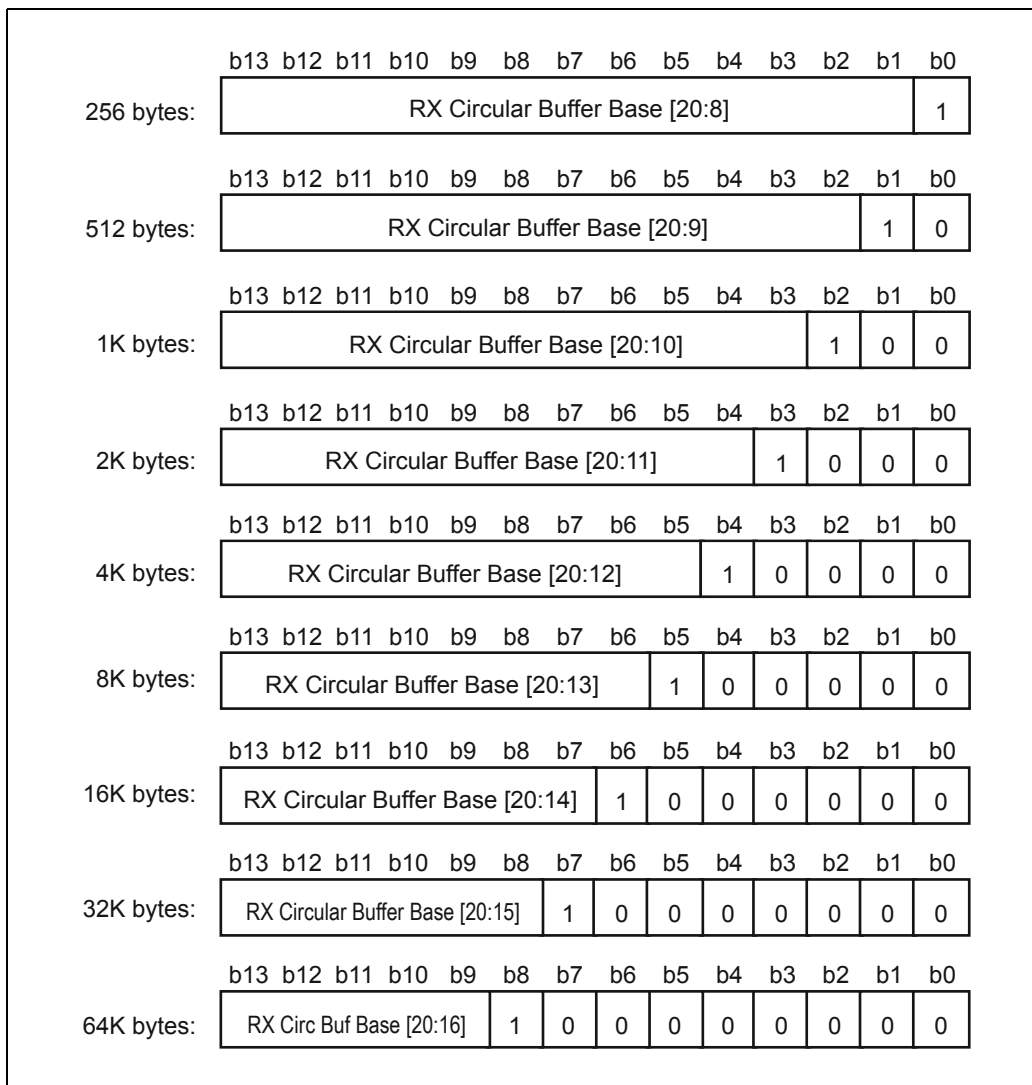 b13 b12 b11 b10 b9 b8 b7 b6 b5 b4 b3 b2 b1 b0
256 bytes: RX Circular Buffer Base [20:8] 1
b13 b12 b11 b10 b9 b8 b7 b6 b5 b4 b3 b2 b1 b0
512 bytes: RX Circular Buffer Base [20:9] 1 0
b13 b12 b11 b10 b9 b8 b7 b6 b5 b4 b3 b2 b1 b0
1K bytes: RX Circular Buffer Base [20:10] 1 0 0
b13 b12 b11 b10 b9 b8 b7 b6 b5 b4 b3 b2 b1 b0
2K bytes: RX Circular Buffer Base [20:11] 1 0 0 0
b13 b12 b11 b10 b9 b8 b7 b6 b5 b4 b3 b2 b1 b0
4K bytes: RX Circular Buffer Base [20:12] 1 0 0 0 0
b13 b12 b11 b10 b9 b8 b7 b6 b5 b4 b3 b2 b1 b0
8K bytes: RX Circular Buffer Base [20:13] 1 0 0 0 0 0
b13 b12 b11 b10 b9 b8 b7 b6 b5 b4 b3 b2 b1 b0
16K bytes: RX Circular Buffer Base [20:14] 1 0 0 0 0 0 0
b13 b12 b11 b10 b9 b8 b7 b6 b5 b4 b3 b2 b1 b0
32K bytes: RX Circular Buffer Base [20:15] 1 0 0 0 0 0 0 0
b13 b12 b11 b10 b9 b8 b7 b6 b5 b4 b3 b2 b1 b0
64K bytes: RX Circ Buf Base [20:16] 1 0 0 0 0 0 0 0 0